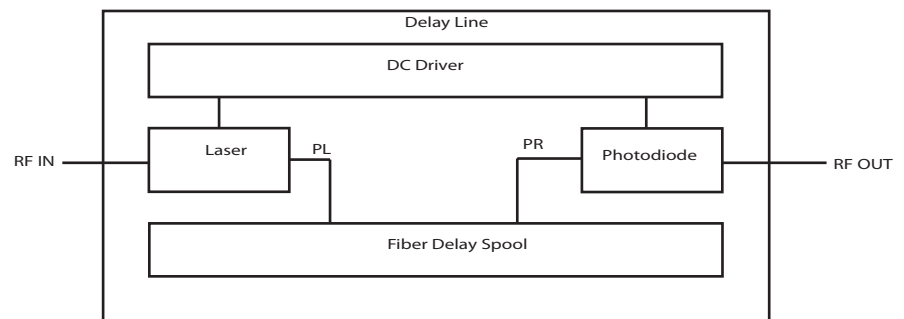 Delay Line
DC Driver
Laser
PL
PR
Photodiode
RF IN
RF OUT
Fiber Delay Spool